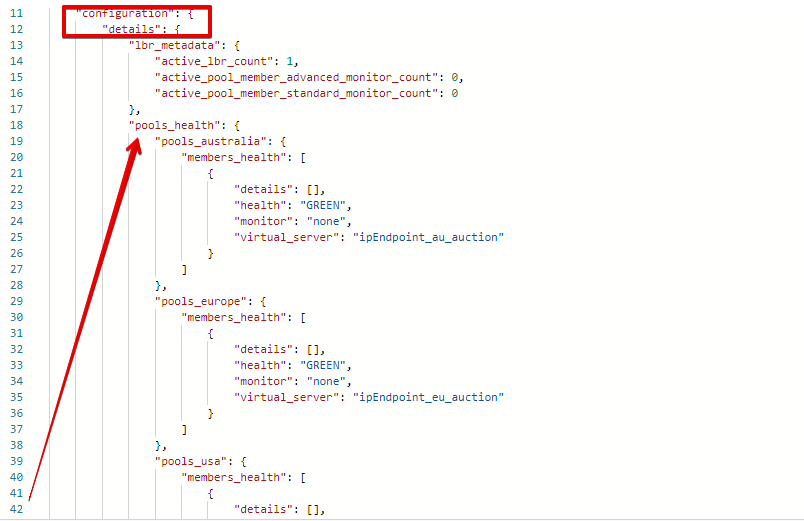 11 "configuration": {
12 "details": {
13 "lbr_metadata": {
14 "active_lbr_count": 1,
15 "active_pool_member_advanced_monitor_count": 0,
16 "active_pool_member_standard_monitor_count": 0
17 },
18 "pools_health": {
19 "pools_australia": {
20 "members_health": [
21 {
22 "details": [],
23 "health": "GREEN",
24 "monitor": "none",
25 "virtual_server": "ipEndpoint_au_auction"
26 }
27 ]
28 },
29 "pools_europe": {
30 "members_health": [
31 {
32 "details": [],
33 "health": "GREEN",
34 "monitor": "none",
35 "virtual_server": "ipEndpoint_eu_auction"
36 }
37 ]
38 },
39 "pools_usa": {
40 "members_health": [
41 {
42 "details": [],